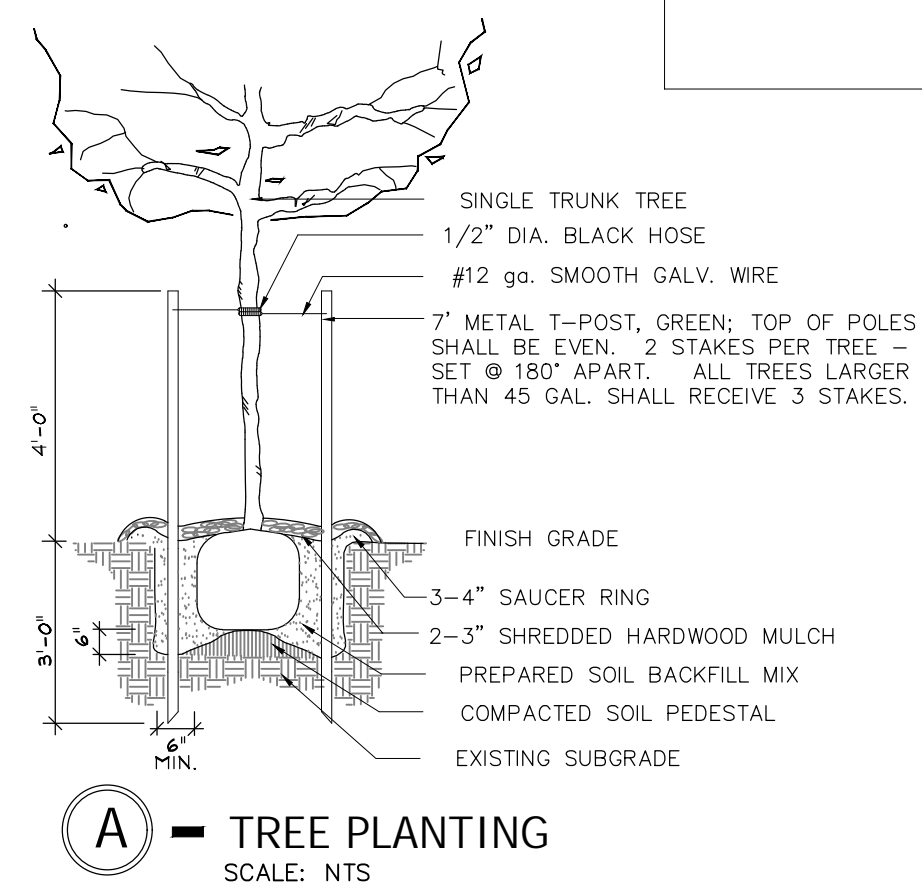 SINGLE TRUNK TREE
1/2" DIA. BLACK HOSE
#12 ga. SMOOTH GALV. WIRE
7' METAL T-POST, GREEN; TOP OF POLES
SHALL BE EVEN. 2 STAKES PER TREE -
SET @ 180° APART. ALL TREES LARGER
THAN 45 GAL. SHALL RECEIVE 3 STAKES.
4'-0"
FINISH GRADE
3-4" SAUCER RING
2-3" SHREDDED HARDWOOD MULCH
3'-0"
6"
PREPARED SOIL BACKFILL MIX
COMPACTED SOIL PEDESTAL
6"
MIN.
EXISTING SUBGRADE
A - TREE PLANTING
SCALE: NTS